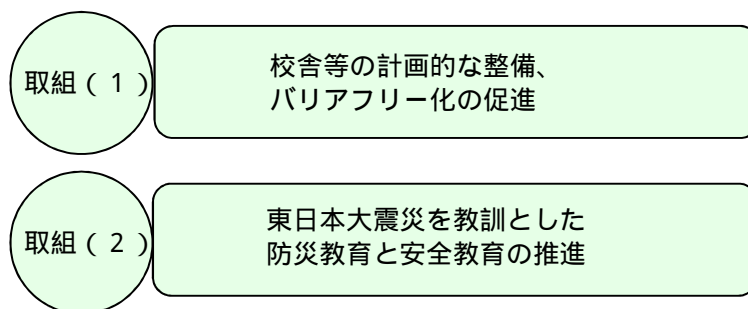 取組(1)
校舎等の計画的な整備、
バリアフリー化の促進
取組(2)
東日本大震災を教訓とした
防災教育と安全教育の推進